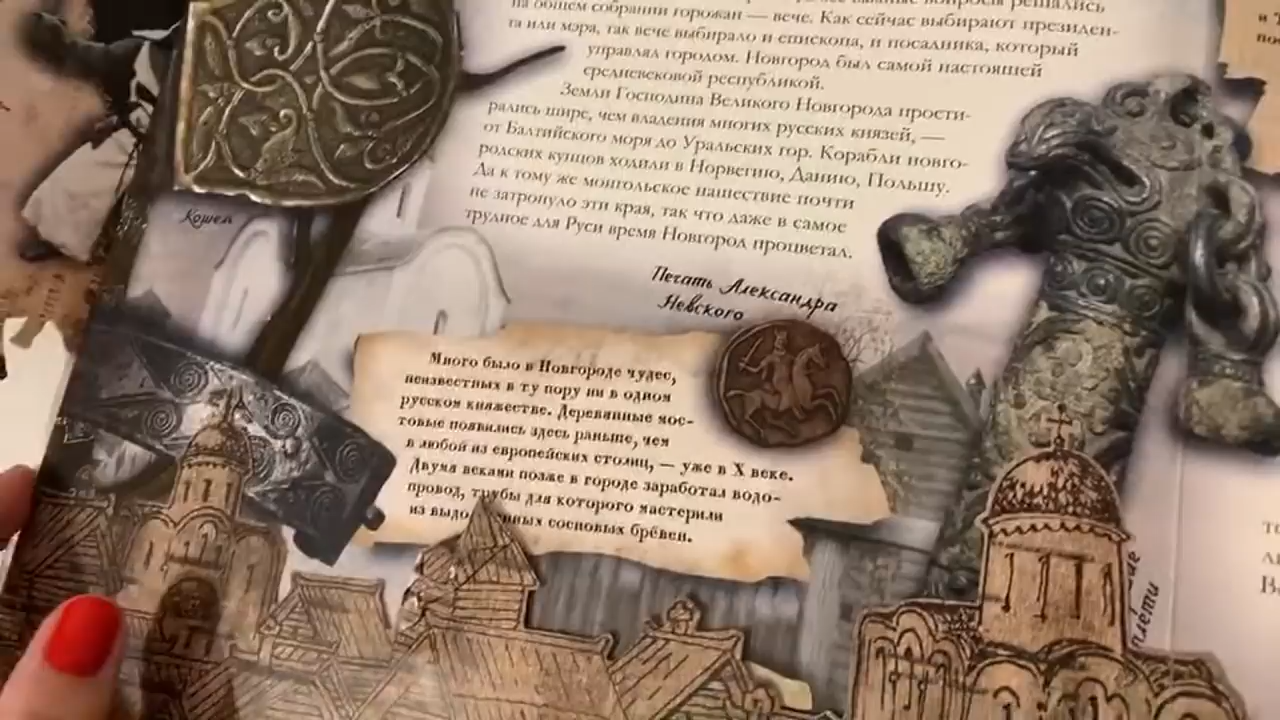 на общем собрании горожан — вече. Как сейчас выбирают президен-
та или мэра, так вече выбирало и епископа, и посадника, который
управлял городом. Новгород был самой настоящей
средневековой республикой.
Земли Господина Великого Новгорода прости-
рались шире, чем владения многих русских князей, —
от Балтийского моря до Уральских гор. Корабли новго-
родских купцов ходили в Норвегию, Данию, Польшу.
Да к тому же монгольское нашествие почти
не затронуло эти края, так что даже в самое
трудное для Руси время Новгород процветал.
Кошел
Печать Александра
Невского
Много было в Новгороде чудес,
неизвестных в ту пору ни в одном
русском княжестве. Деревянные мос-
товые появились здесь раньше, чем
в любой из европейских столиц, — уже в X веке.
Двумя веками позже в городе заработал водо-
провод, трубы для которого мастерили
из сосновых брёвен.
плети